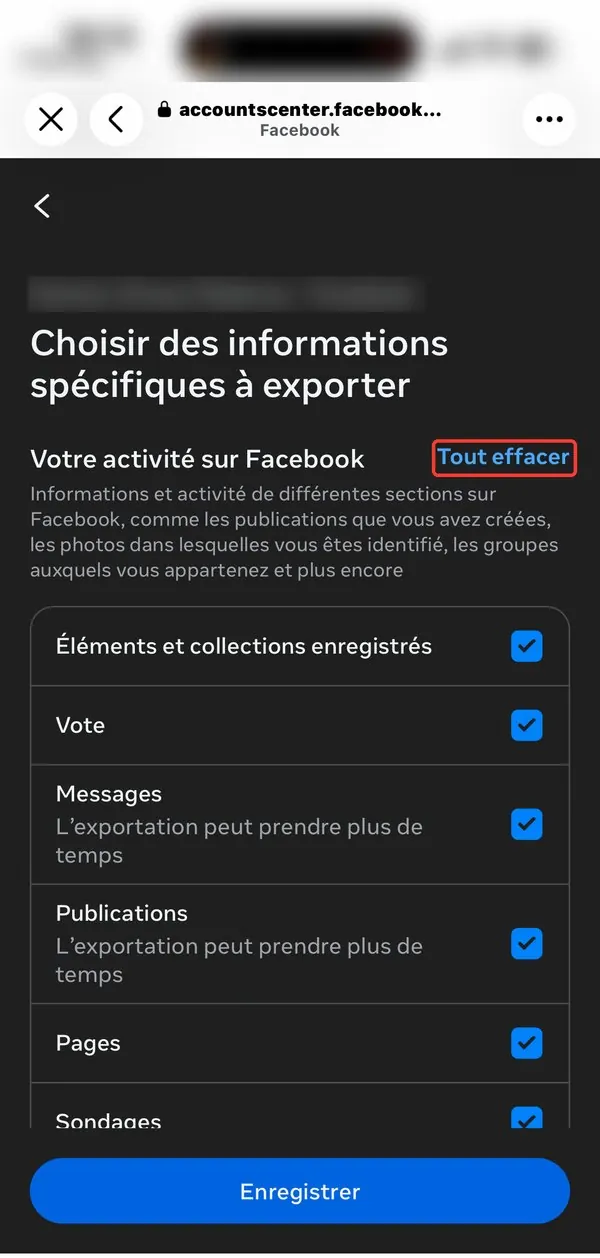 accountscenter.facebook...
Facebook
Choisir des informations
spécifiques à exporter
Votre activité sur Facebook
Tout effacer
Informations et activité de différentes sections sur
Facebook, comme les publications que vous avez créées,
les photos dans lesquelles vous êtes identifié, les groupes
auxquels vous appartenez et plus encore
Éléments et collections enregistrés
Vote
Messages
L’exportation peut prendre plus de
temps
Publications
L’exportation peut prendre plus de
temps
Pages
Sondages
Enregistrer